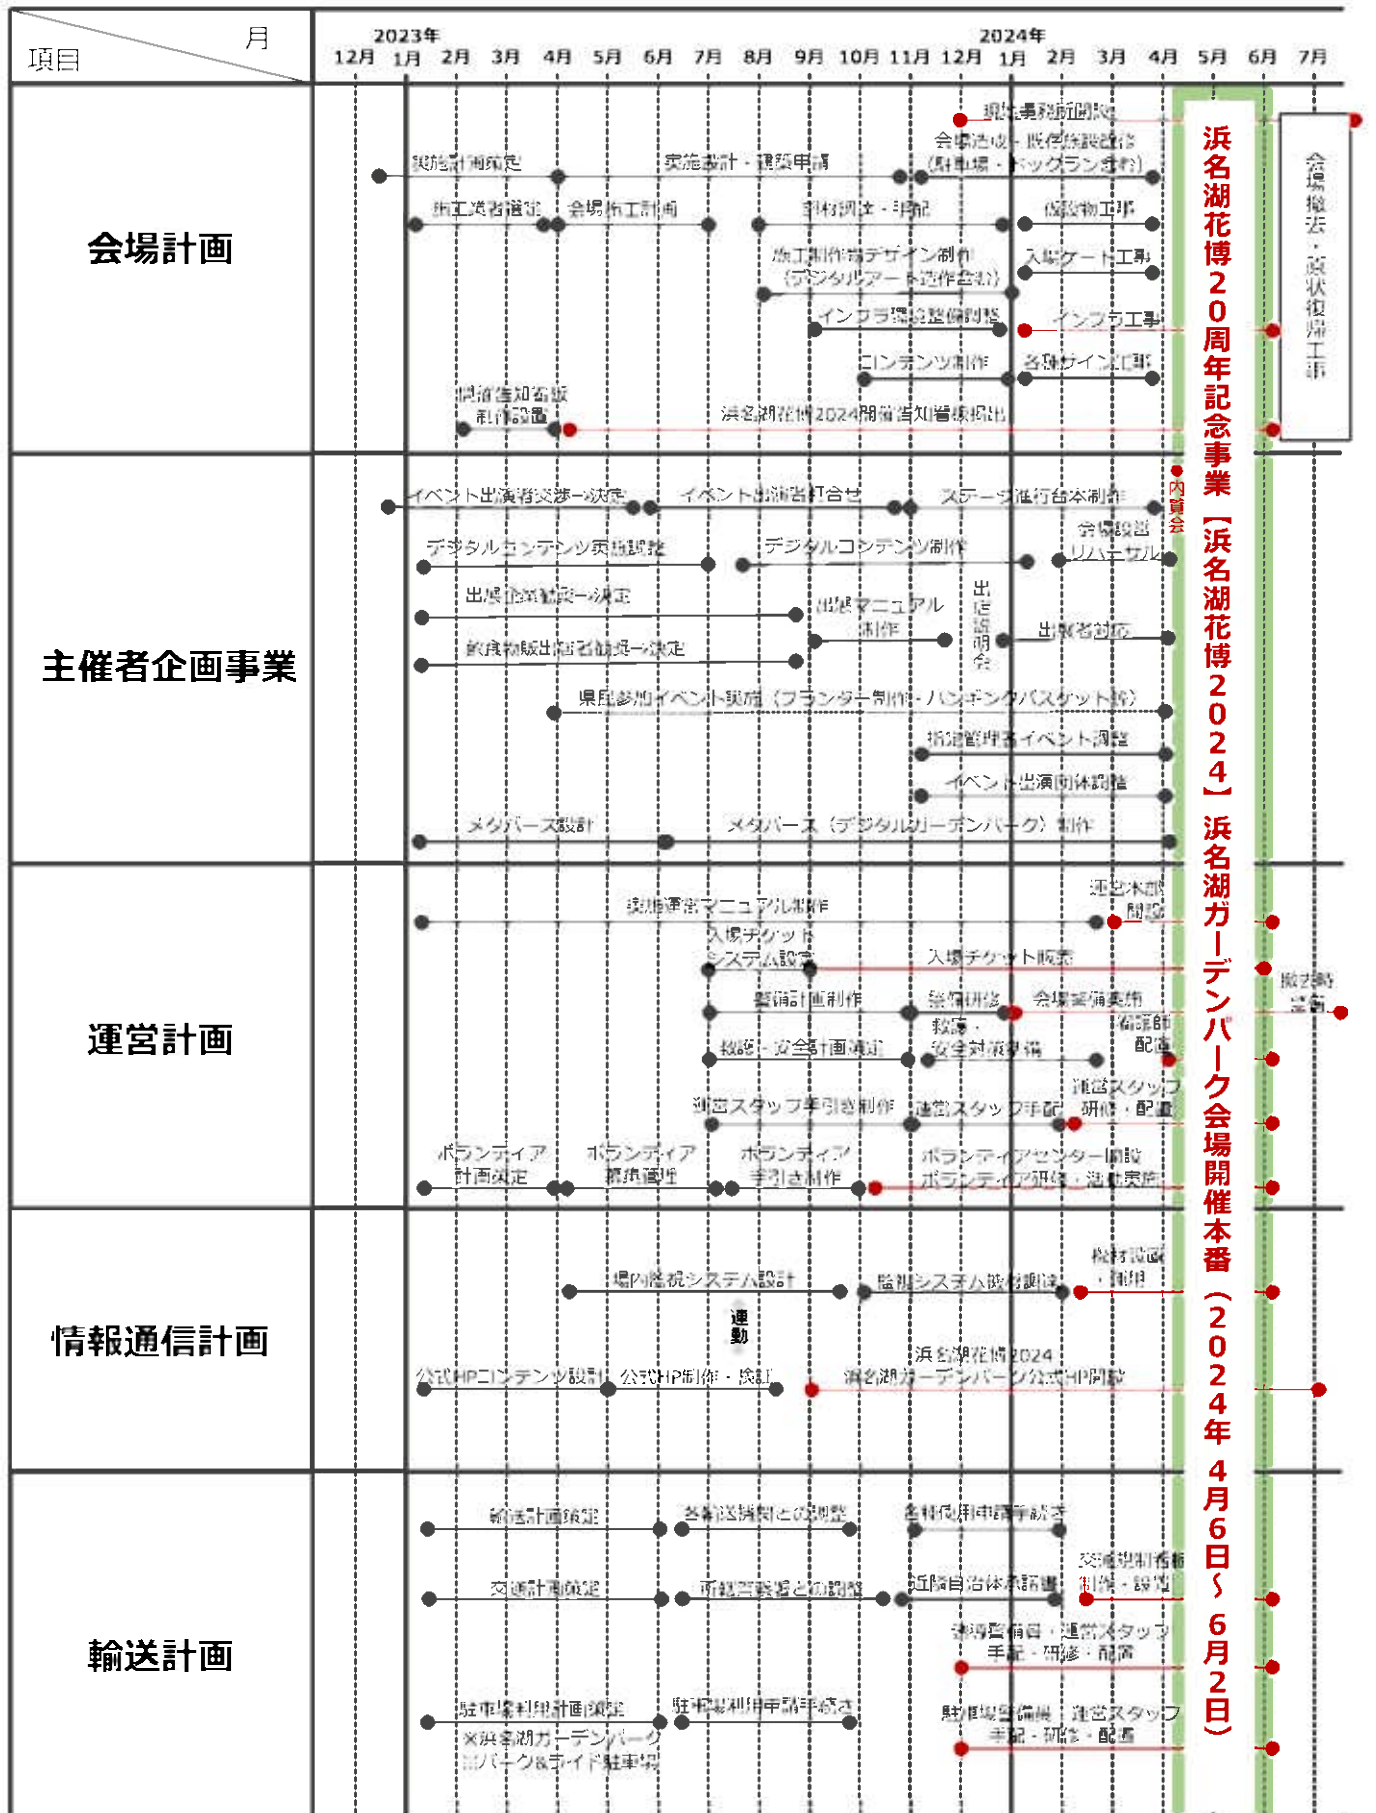 月
項目
2023年
2024年
12月 1月 2月 3月 4月 5月 6月 7月 8月 9月 10月 11月 12月 1月 2月 3月 4月 5月 6月 7月
会場計画
現地事務所開設
会場造成・既存施設改修
(駐車場・ドッグラン含む)
実施計画策定
実施設計・建築申請
施工業者選定
会場施工計画
資材調達・手配
仮設物工事
施工制作物デザイン制作
(デジタルアート造作含む)
入場ゲート工事
インフラ環境整備調整
インフラ工事
コンテンツ制作
各種サイン工事
開催告知看板
制作設置
浜名湖花博2024開催告知看板掲出
会場撤去・原状復帰工事
主催者企画事業
内覧会
イベント出演者交渉→決定
イベント出演者打合せ
ステージ進行台本制作
デジタルコンテンツ実施調整
デジタルコンテンツ制作
会場設営
リハーサル
出展企業勧奨→決定
出展マニュアル
制作
出店説明会
出展者対応
飲食物販出店者勧奨→決定
県民参加イベント実施（プランター制作・ハンギングバスケット等）
指定管理者イベント調整
イベント出演団体調整
メタバース設計
メタバース（デジタルガーデンパーク）制作
運営計画
実施運営マニュアル制作
運営本部
開設
入場チケット
システム設定
入場チケット販売
警備計画制作
警備研修
会場警備実施
撤去時
警備
救護・安全計画策定
救護・
安全対策準備
看護師
配置
運営スタッフ手引き制作
運営スタッフ手配
運営スタッフ
研修・配置
ボランティア
計画策定
ボランティア
募集管理
ボランティア
手引き制作
ボランティアセンター開設
ボランティア研修・活動実施
情報通信計画
場内監視システム設計
監視システム機材調達
機材設置
・運用
連動
公式HPコンテンツ設計
公式HP制作・検証
浜名湖花博2024
浜名湖ガーデンパーク公式HP開設
輸送計画
輸送計画策定
各輸送機関との調整
各種使用申請手続き
交通計画策定
所轄警察署との調整
近隣自治体承諾書
交通規制看板
制作・設置
誘導警備員・運営スタッフ
手配・研修・配置
駐車場利用計画策定
駐車場利用申請手続き
駐車場警備員・運営スタッフ
手配・研修・配置
※浜名湖ガーデンパーク
パーク&ライド駐車場
浜名湖花博20周年記念事業【浜名湖花博2024】浜名湖ガーデンパーク会場開催本番（2024年 4月6日～ 6月2日）